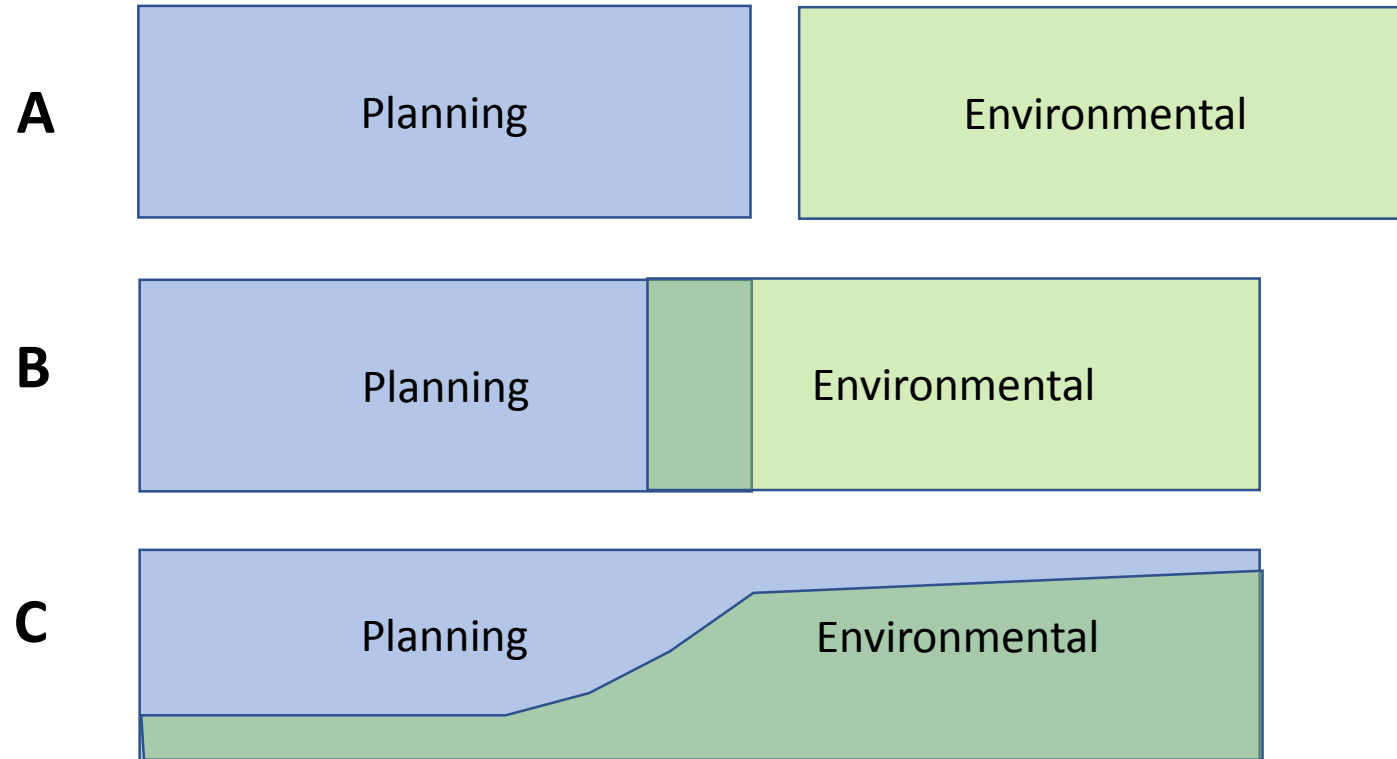 A
Planning
Environmental
B
Planning
Environmental
C
Planning
Environmental